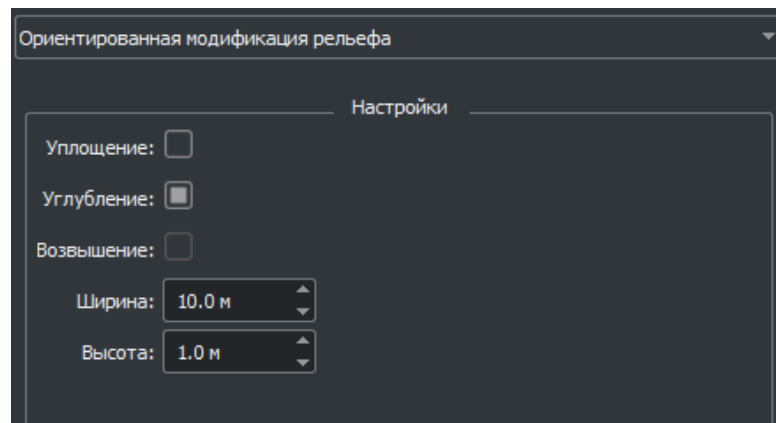 Ориентированная модификация рельефа
Настройки
Уплощение:
Углубление:
Возвышение:
Ширина: 10.0 м
Высота: 1.0 м